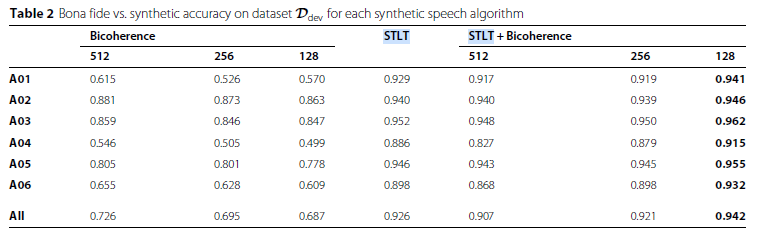 Table 2 Bona fide vs. synthetic accuracy on dataset 𝓓dev for each synthetic speech algorithm
Bicoherence STLT STLT + Bicoherence
512 256 128 512 256 128
A01 0.615 0.526 0.570 0.929 0.917 0.919 0.941
A02 0.881 0.873 0.863 0.940 0.940 0.939 0.946
A03 0.859 0.846 0.847 0.952 0.948 0.950 0.962
A04 0.546 0.505 0.499 0.886 0.827 0.879 0.915
A05 0.805 0.801 0.778 0.946 0.943 0.945 0.955
A06 0.655 0.628 0.609 0.898 0.868 0.898 0.932
All 0.726 0.695 0.687 0.926 0.907 0.921 0.942